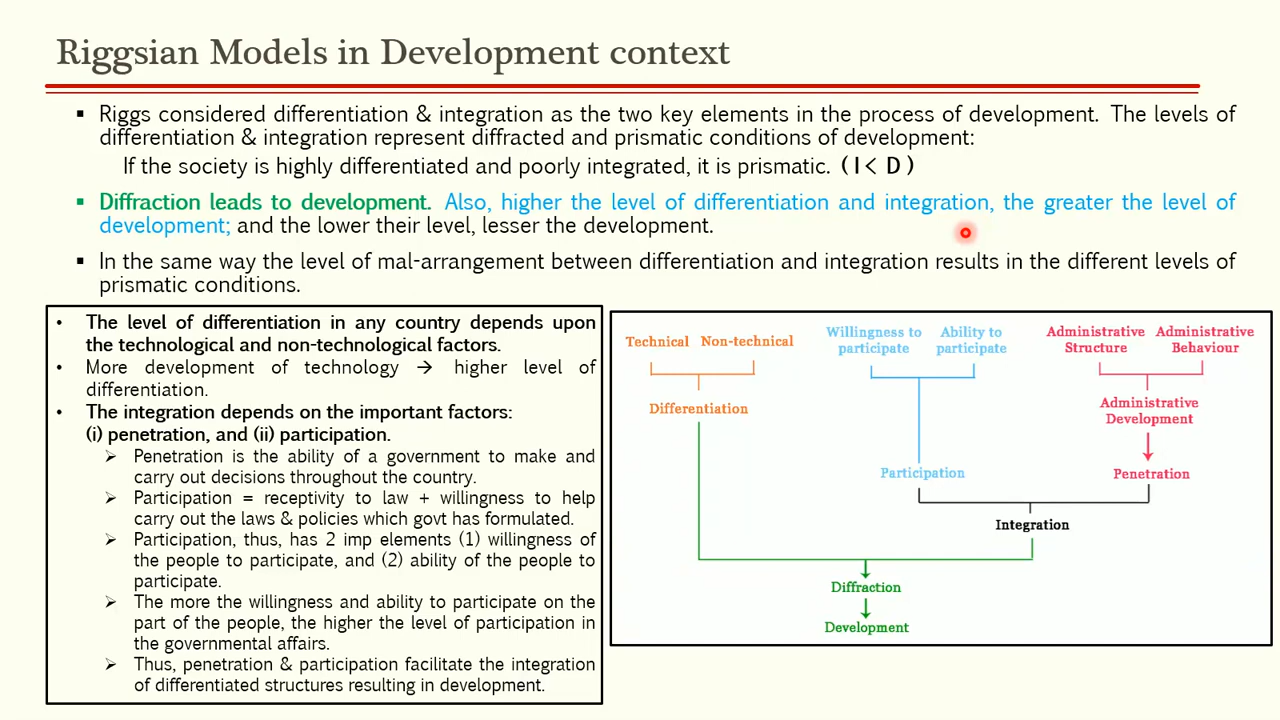 Riggsian Models in Development context
▪ Riggs considered differentiation & integration as the two key elements in the process of development. The levels of
differentiation & integration represent diffracted and prismatic conditions of development:
If the society is highly differentiated and poorly integrated, it is prismatic. ( I < D )
▪ Diffraction leads to development. Also, higher the level of differentiation and integration, the greater the level of
development; and the lower their level, lesser the development.
▪ In the same way the level of mal-arrangement between differentiation and integration results in the different levels of
prismatic conditions.
• The level of differentiation in any country depends upon
the technological and non-technological factors.
• More development of technology → higher level of
differentiation.
• The integration depends on the important factors:
(i) penetration, and (ii) participation.
➢ Penetration is the ability of a government to make and
carry out decisions throughout the country.
➢ Participation = receptivity to law + willingness to help
carry out the laws & policies which govt has formulated.
➢ Participation, thus, has 2 imp elements (1) willingness of
the people to participate, and (2) ability of the people to
participate.
➢ The more the willingness and ability to participate on the
part of the people, the higher the level of participation in
the governmental affairs.
➢ Thus, penetration & participation facilitate the integration
of differentiated structures resulting in development.
Technical Non-technical
Willingness to
participate
Ability to
participate
Administrative
Structure
Administrative
Behaviour
Differentiation
Administrative
Development
Participation
Penetration
Integration
Diffraction
Development